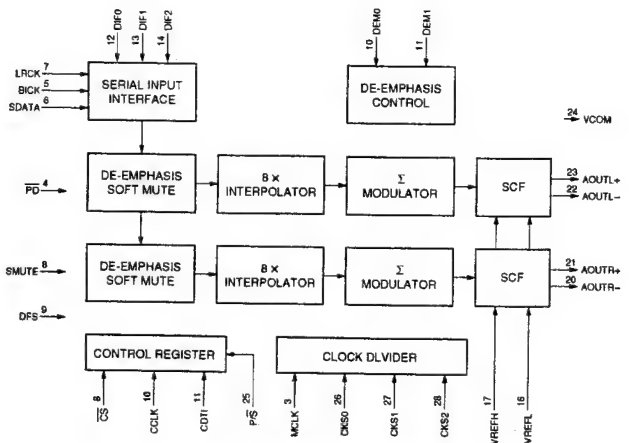 12 DIF0
13 DIF1
14 DIF2
10 DEM0
11 DEM1
LRCK 7
BICK 5
SDATA 6
SERIAL INPUT
INTERFACE
DE-EMPHASIS
CONTROL
24 VCOM
PD 4
DE-EMPHASIS
SOFT MUTE
8 ×
INTERPOLATOR
Σ
MODULATOR
SCF
23 AOUTL+
22 AOUTL−
SMUTE 8
DE-EMPHASIS
SOFT MUTE
8 ×
INTERPOLATOR
Σ
MODULATOR
SCF
21 AOUTR+
20 AOUTR−
DFS 9
CONTROL REGISTER
CLOCK DLVIDER
CS 8
CCLK 10
CDTI 11
P/S 25
MCLK 3
CKS0 26
CKS1 27
CKS2 28
VREFH 17
VREFL 16